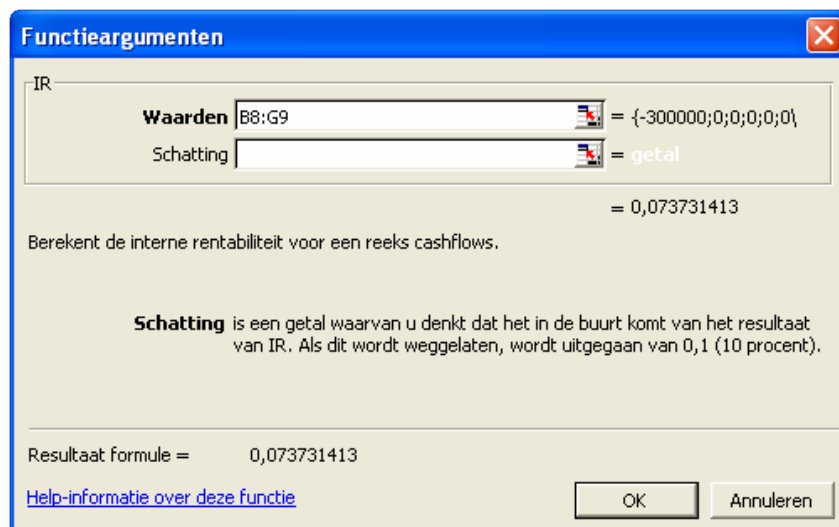 Functieargumenten
IR
Waarden B8:G9 = {-300000;0;0;0;0;0\
Schatting = getal
= 0,073731413
Berekent de interne rentabiliteit voor een reeks cashflows.
Schatting is een getal waarvan u denkt dat het in de buurt komt van het resultaat
van IR. Als dit wordt weggelaten, wordt uitgegaan van 0,1 (10 procent).
Resultaat formule = 0,073731413
Help-informatie over deze functie OK Annuleren